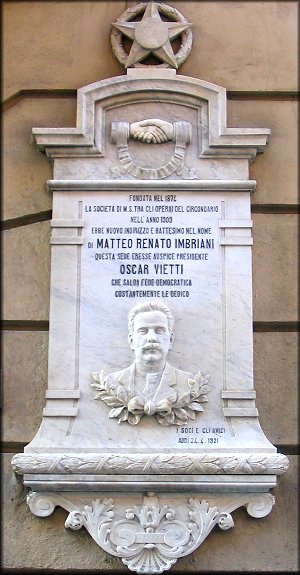 FONDATA NEL 1876
LA SOCIETÀ DI M.S. TRA GLI OPERAI DEL CIRCONDARIO
NELL'ANNO 1909
EBBE NUOVO INDIRIZZO E BATTESIMO NEL NOME
DI MATTEO RENATO IMBRIANI
QUESTA SEDE ERESSE AUSPICE PRESIDENTE
OSCAR VIETTI
CHE SALDA FEDE DEMOCRATICA
COSTANTEMENTE LE DEDICÒ
I SOCI E GLI AMICI
ADDÌ 24.4.1921